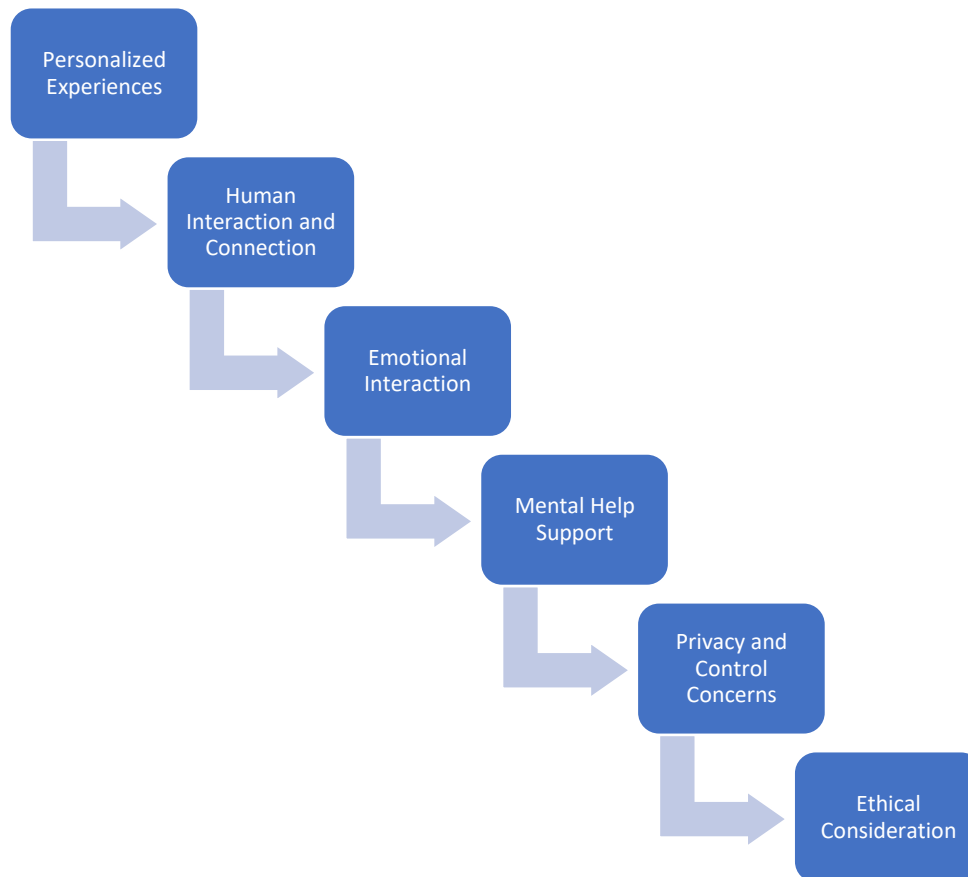 Personalized
Experiences
Human
Interaction and
Connection
Emotional
Interaction
Mental Help
Support
Privacy and
Control
Concerns
Ethical
Consideration